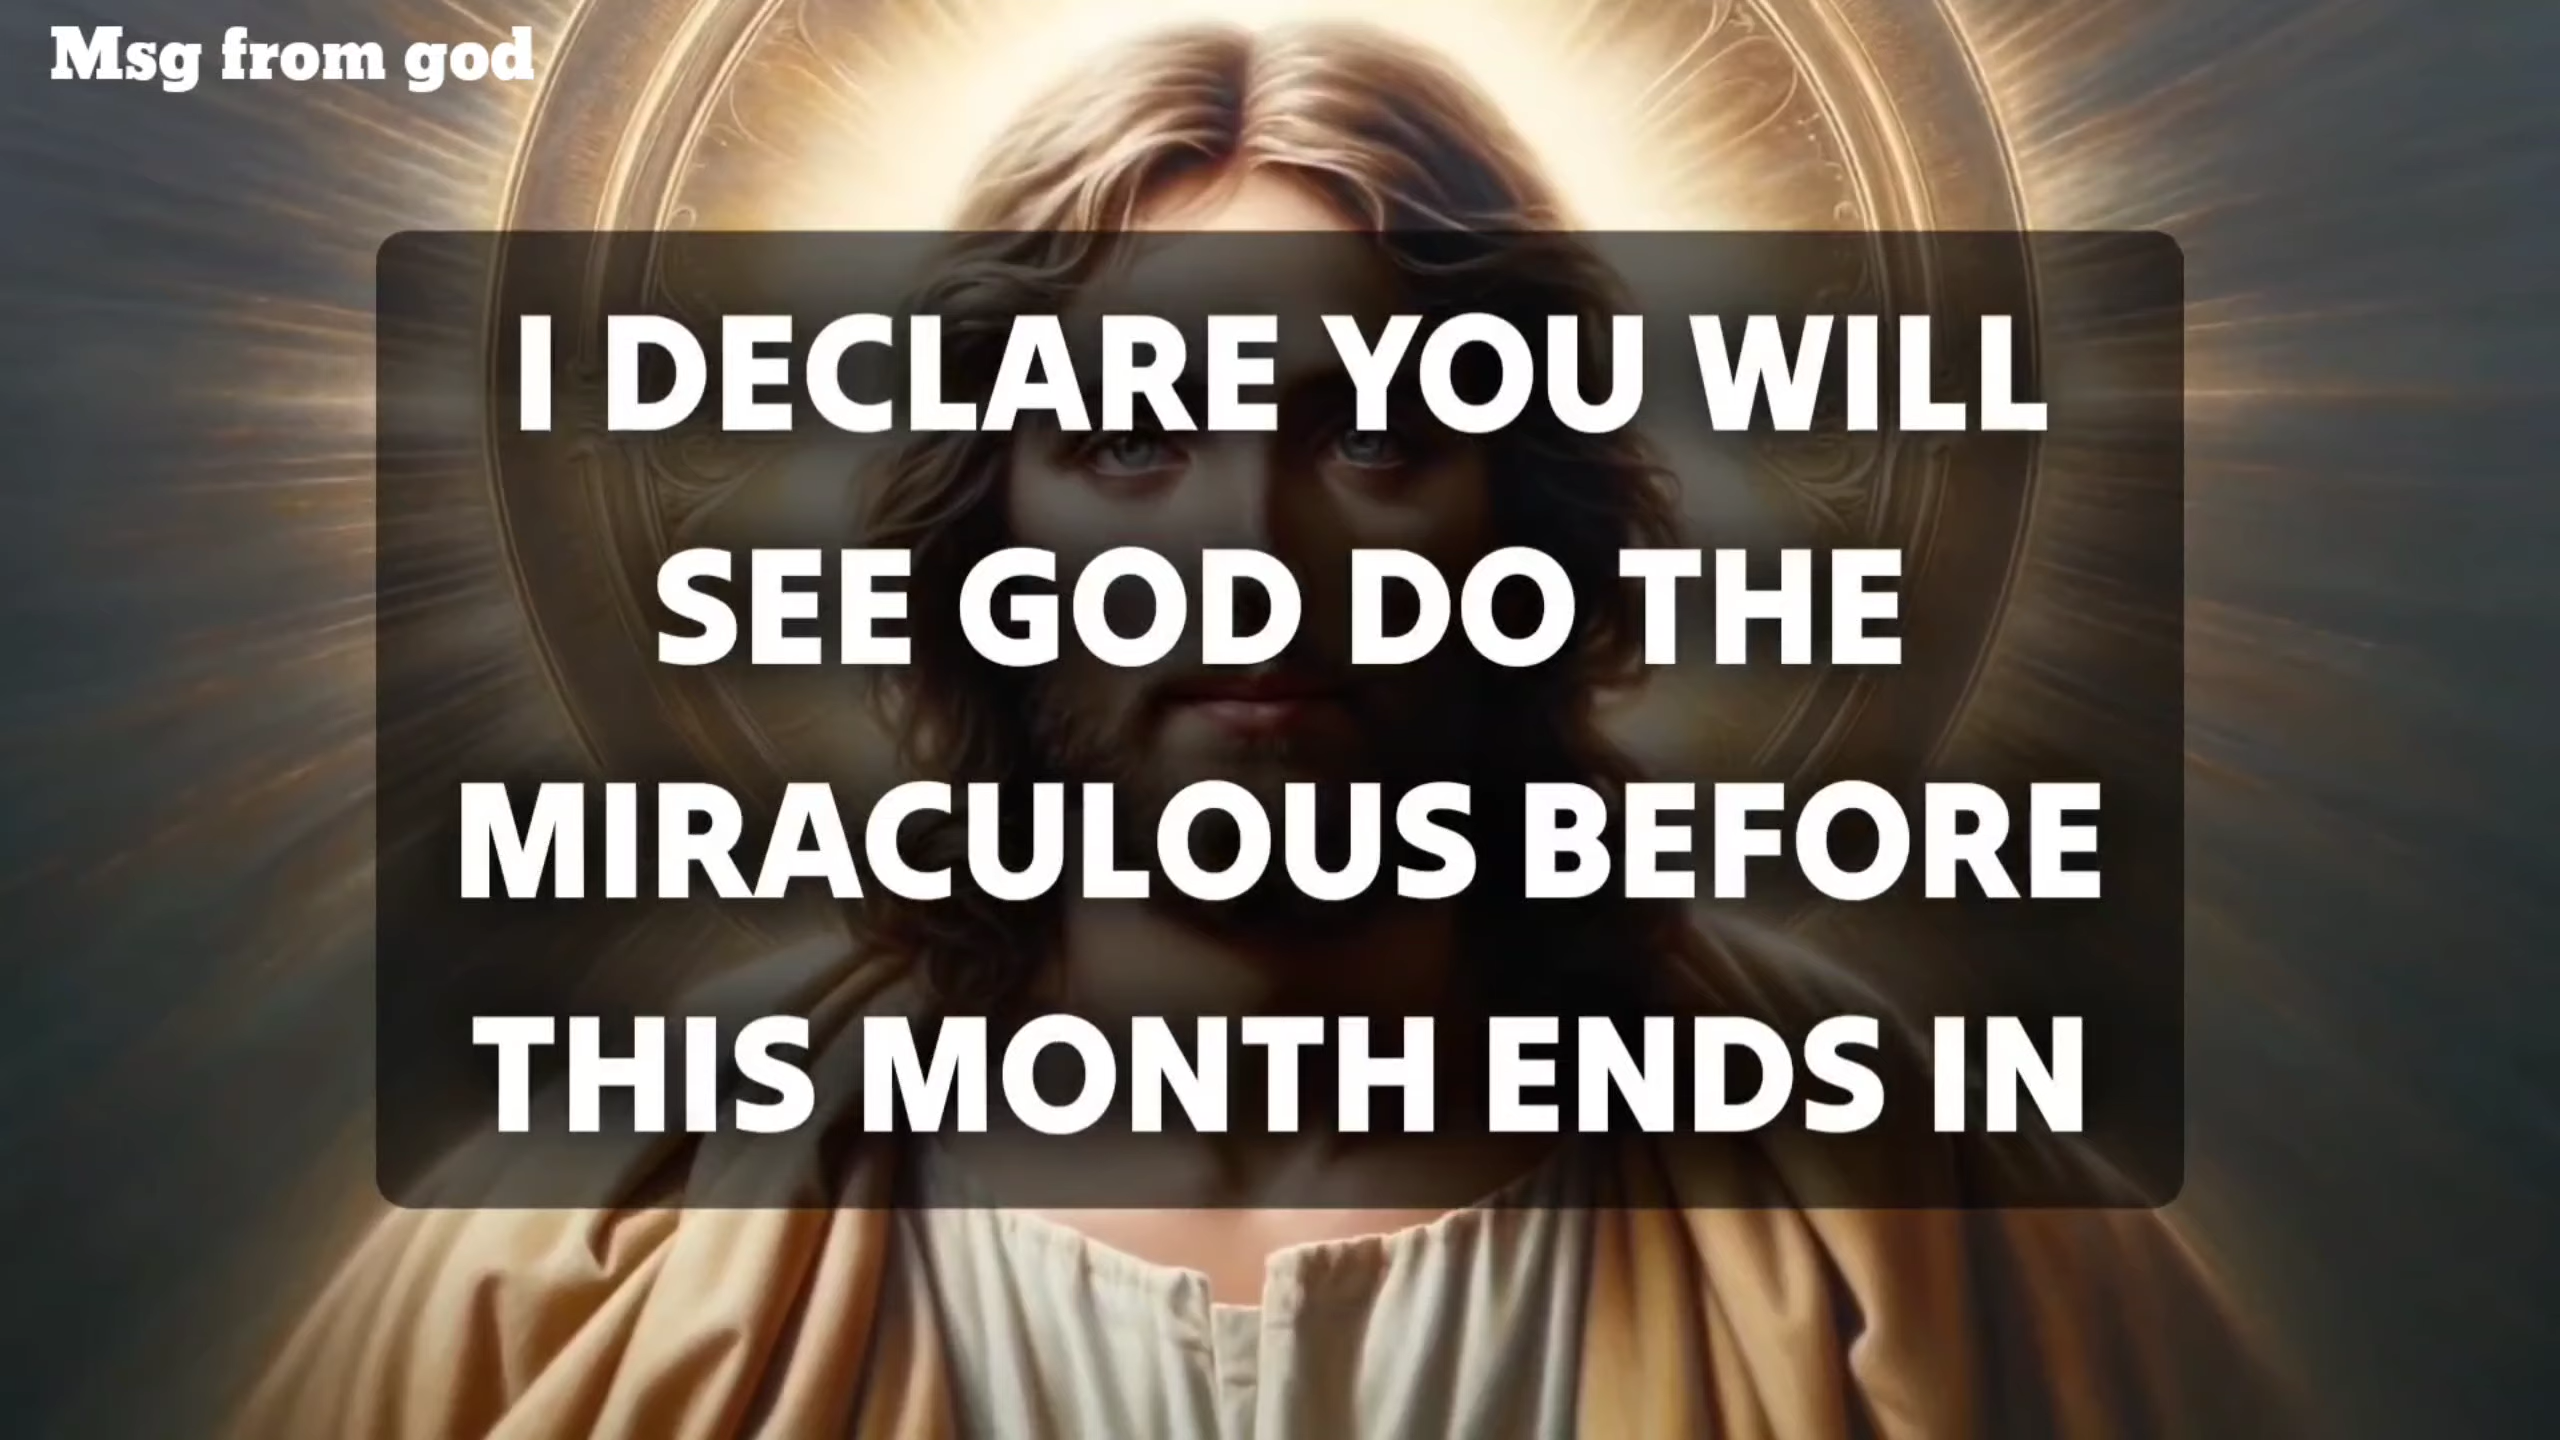 Msg from god
I DECLARE YOU WILL
SEE GOD DO THE
MIRACULOUS BEFORE
THIS MONTH ENDS IN